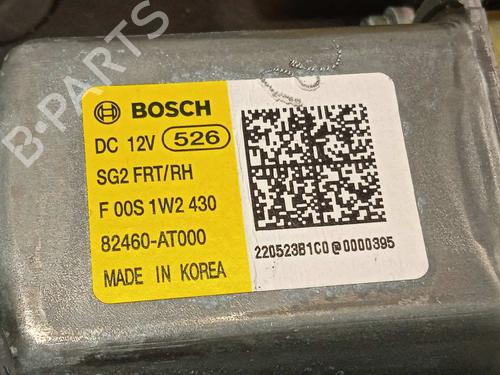 B-PARTS
BOSCH
DC 12V 526
SG2 FRT/RH
F 00S 1W2 430
82460-AT000
MADE IN KOREA
220523B1C0@0000395